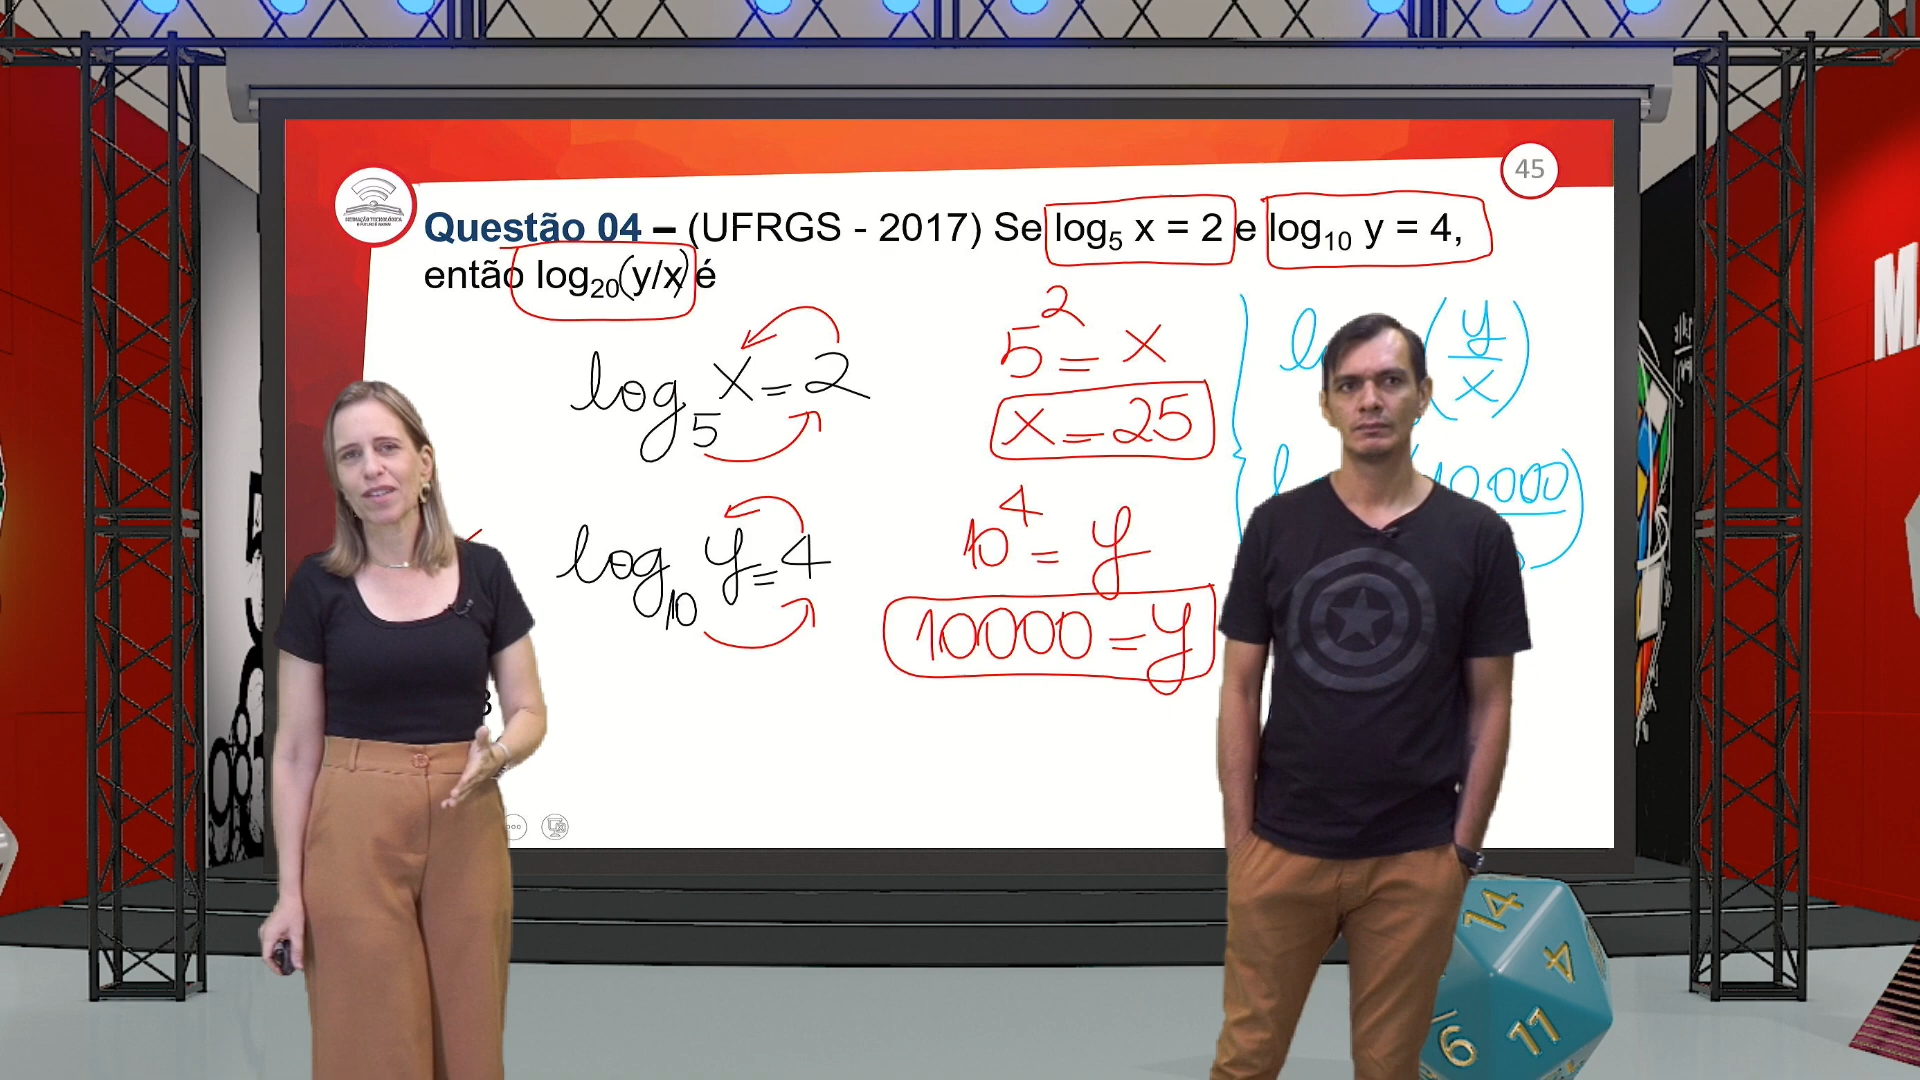 45
Questão 04 – (UFRGS - 2017) Se log₅ x = 2 e log₁₀ y = 4,
então log₂₀(y/x) é
log₅ x = 2
5² = x
x = 25
(y/x)
log₁₀ y = 4
10⁴ = y
10000 = y
10000
14
4
11
6